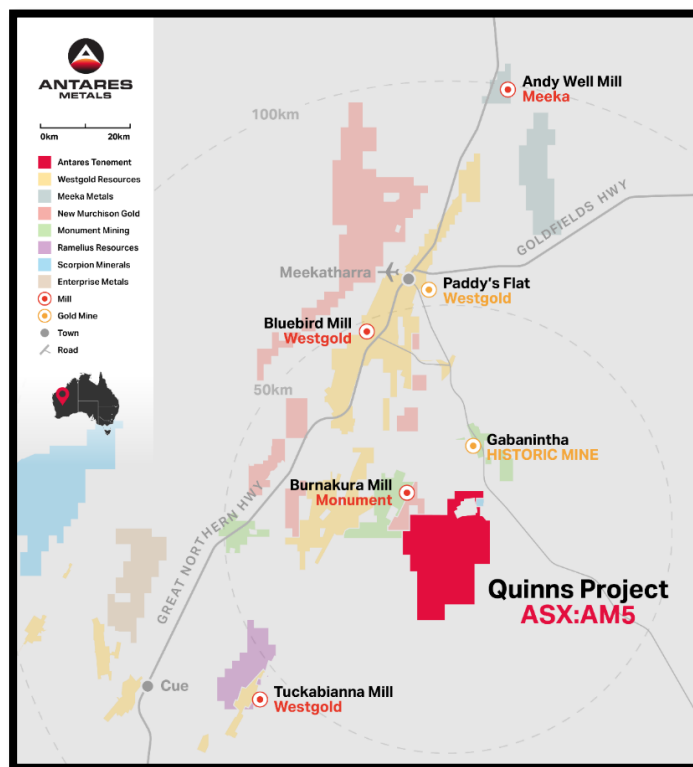 ANTARES
METALS
0km 20km
Antares Tenement
Westgold Resources
Meeka Metals
New Murchison Gold
Monument Mining
Ramelius Resources
Scorpion Minerals
Enterprise Metals
Mill
Gold Mine
Town
Road
100km
Andy Well Mill
Meeka
GOLDFIELDS HWY
Meekatharra
Paddy's Flat
Westgold
Bluebird Mill
Westgold
50km
Gabanintha
HISTORIC MINE
Burnakura Mill
Monument
GREAT NORTHERN HWY
Quinns Project
ASX:AM5
Cue
Tuckabianna Mill
Westgold